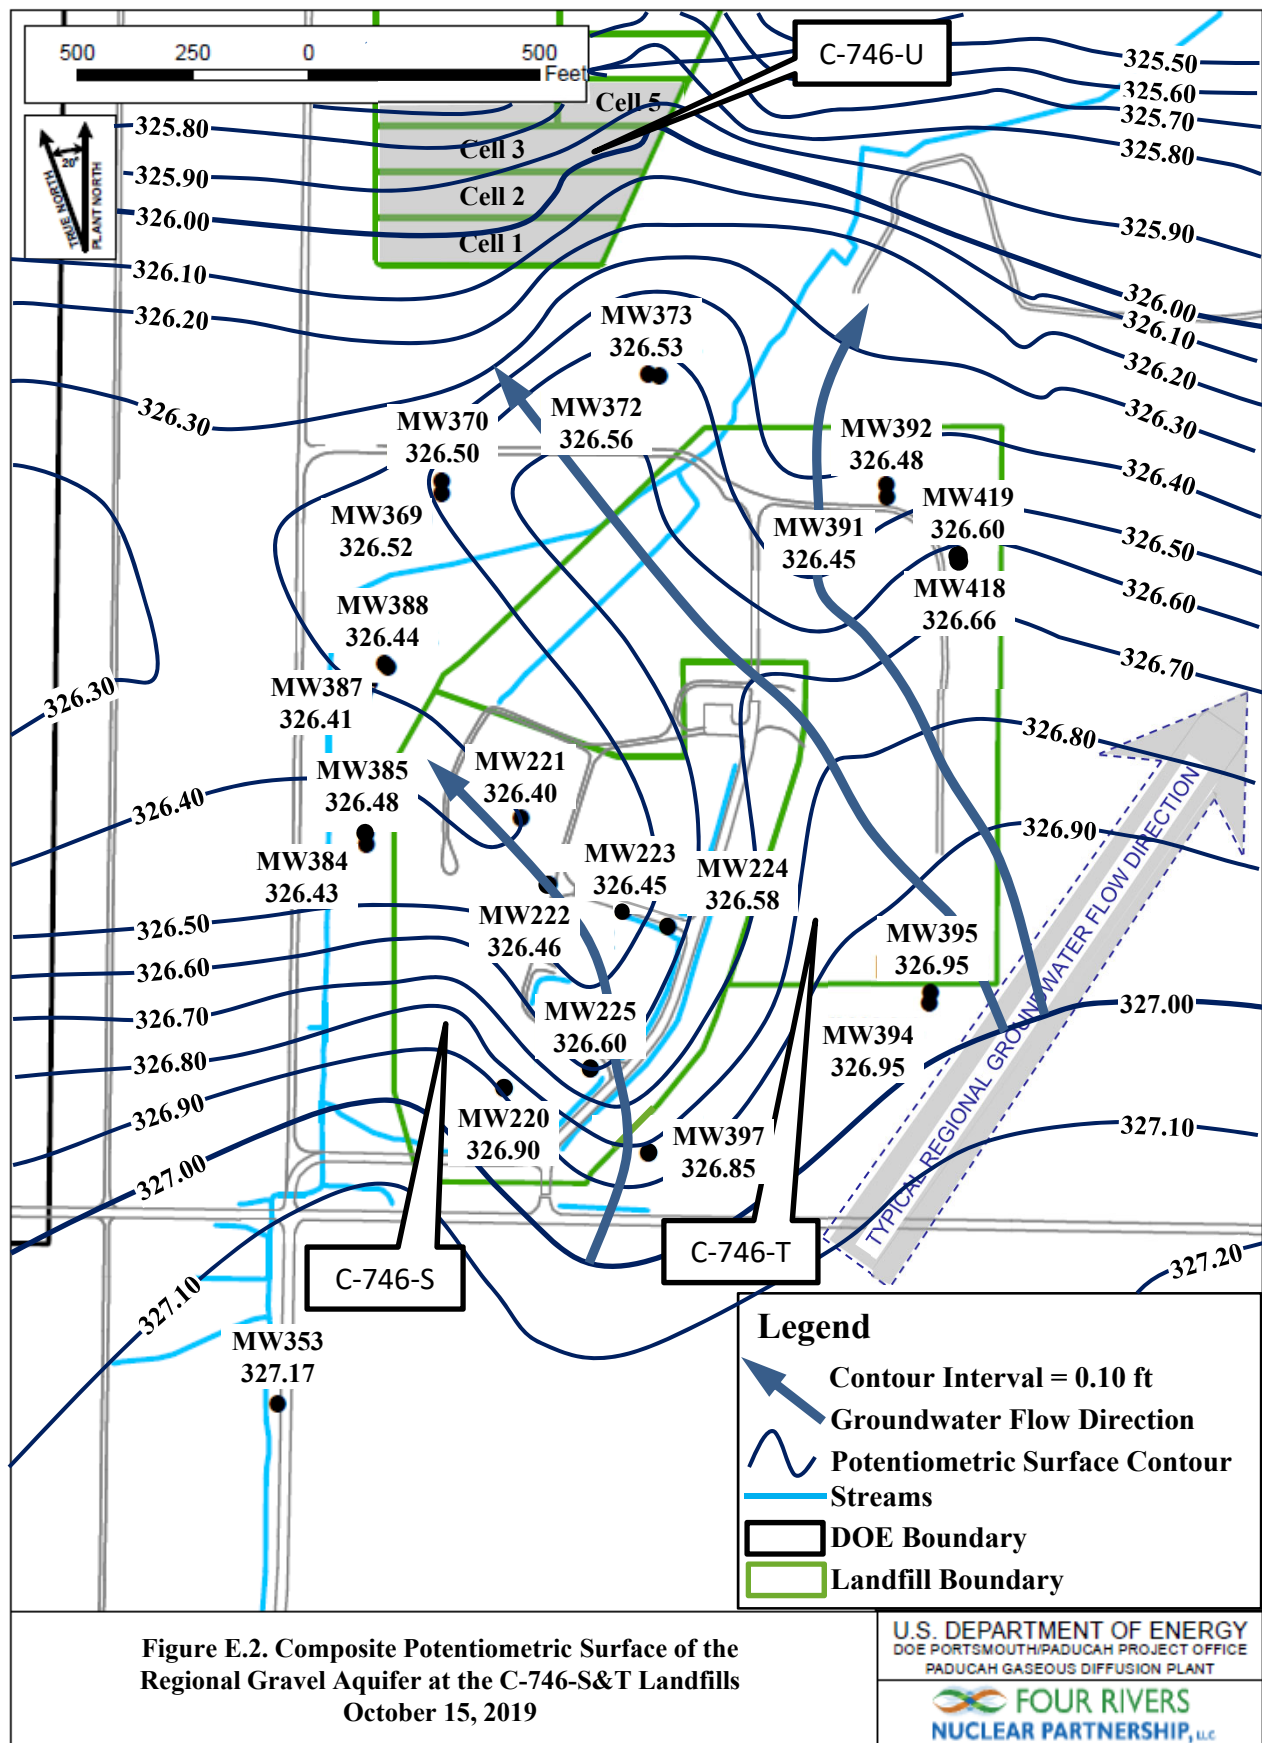 500
250
0
500
Feet
C-746-U
325.50
325.60
325.70
325.80
325.90
326.00
326.10
326.20
326.30
326.40
326.50
326.60
326.70
326.80
326.90
327.00
327.10
327.20
20°
TRUE NORTH
PLANT NORTH
325.80
325.90
326.00
326.10
326.20
326.30
326.30
326.40
326.50
326.60
326.70
326.80
326.90
327.00
327.10
Cell 5
Cell 3
Cell 2
Cell 1
MW373
326.53
MW372
326.56
MW370
326.50
MW369
326.52
MW392
326.48
MW391
326.45
MW419
326.60
MW418
326.66
MW388
326.44
MW387
326.41
MW385
326.48
MW384
326.43
MW221
326.40
MW223
326.45
MW224
326.58
MW222
326.46
MW225
326.60
MW220
326.90
MW395
326.95
MW394
326.95
MW397
326.85
MW353
327.17
C-746-S
C-746-T
TYPICAL REGIONAL GROUNDWATER FLOW DIRECTION
Legend
Contour Interval = 0.10 ft
Groundwater Flow Direction
Potentiometric Surface Contour
Streams
DOE Boundary
Landfill Boundary
Figure E.2. Composite Potentiometric Surface of the
Regional Gravel Aquifer at the C-746-S&T Landfills
October 15, 2019
U.S. DEPARTMENT OF ENERGY
DOE PORTSMOUTH/PADUCAH PROJECT OFFICE
PADUCAH GASEOUS DIFFUSION PLANT
FOUR RIVERS
NUCLEAR PARTNERSHIP, LLC